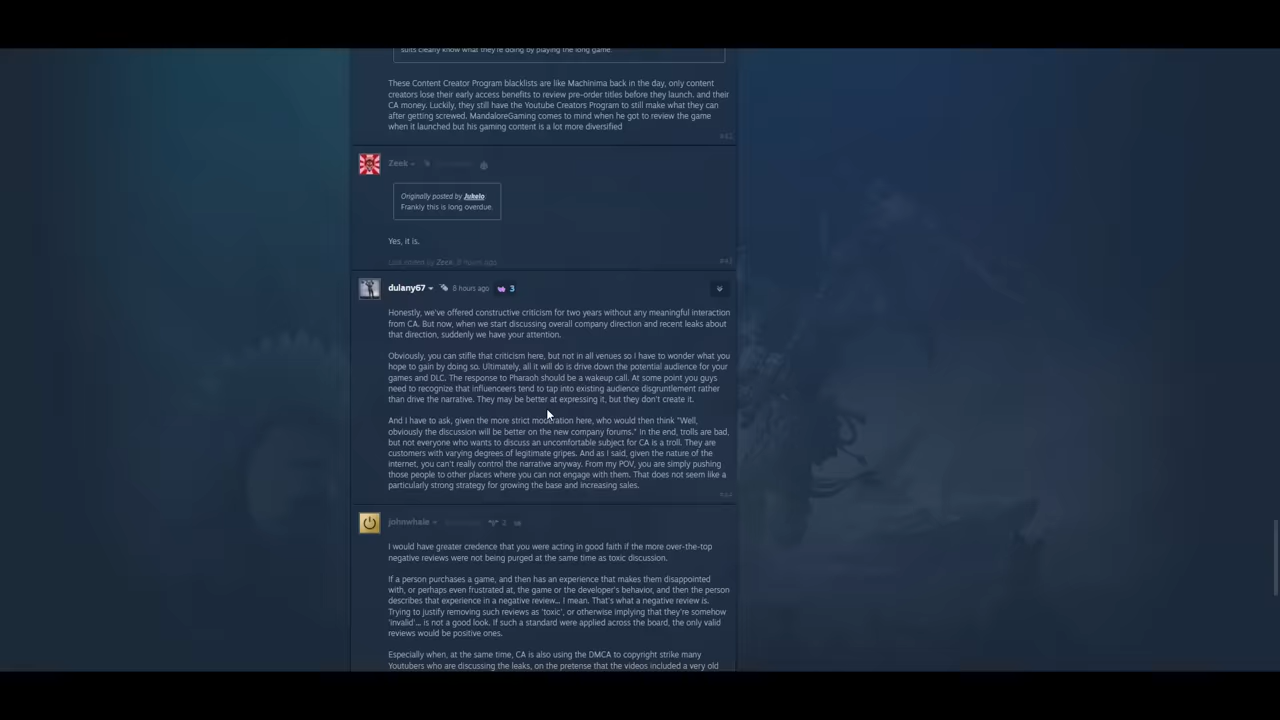 suits clearly know what they're doing by playing the long game.
These Content Creator Program blacklists are like Machinima back in the day, only content
creators lose their early access benefits to review pre-order titles before they launch. and their
CA money. Luckily, they still have the Youtube Creators Program to still make what they can
after getting screwed. MandaloreGaming comes to mind when he got to review the game
when it launched but his gaming content is a lot more diversified
#42
Zeek
Originally posted by Jukelo:
Frankly this is long overdue.
Yes, it is.
Last edited by Zeek;
hours ago
#43
dulany67 8 hours ago 3
Honestly, we've offered constructive criticism for two years without any meaningful interaction
from CA. But now, when we start discussing overall company direction and recent leaks about
that direction, suddenly we have your attention.
Obviously, you can stifle that criticism here, but not in all venues so I have to wonder what you
hope to gain by doing so. Ultimately, all it will do is drive down the potential audience for your
games and DLC. The response to Pharaoh should be a wakeup call. At some point you guys
need to recognize that influencers tend to tap into existing audience disgruntlement rather
than drive the narrative. They may be better at expressing it, but they don't create it.
And I have to ask, given the more strict moderation here, who would then think "Well,
obviously the discussion will be better on the new company forums." In the end, trolls are bad,
but not everyone who wants to discuss an uncomfortable subject for CA is a troll. They are
customers with varying degrees of legitimate gripes. And as I said, given the nature of the
internet, you can't really control the narrative anyway. From my POV, you are simply pushing
those people to other places where you can not engage with them. That does not seem like a
particularly strong strategy for growing the base and increasing sales.
#44
johnwhale 2
I would have greater credence that you were acting in good faith if the more over-the-top
negative reviews were not being purged at the same time as toxic discussion.
If a person purchases a game, and then has an experience that makes them disappointed
with, or perhaps even frustrated at, the game or the developer's behavior, and then the person
describes that experience in a negative review... I mean. That's what a negative review is.
Trying to justify removing such reviews as 'toxic', or otherwise implying that they're somehow
'invalid'... is not a good look. If such a standard were applied across the board, the only valid
reviews would be positive ones.
Especially when, at the same time, CA is also using the DMCA to copyright strike many
Youtubers who are discussing the leaks, on the pretense that the videos included a very old